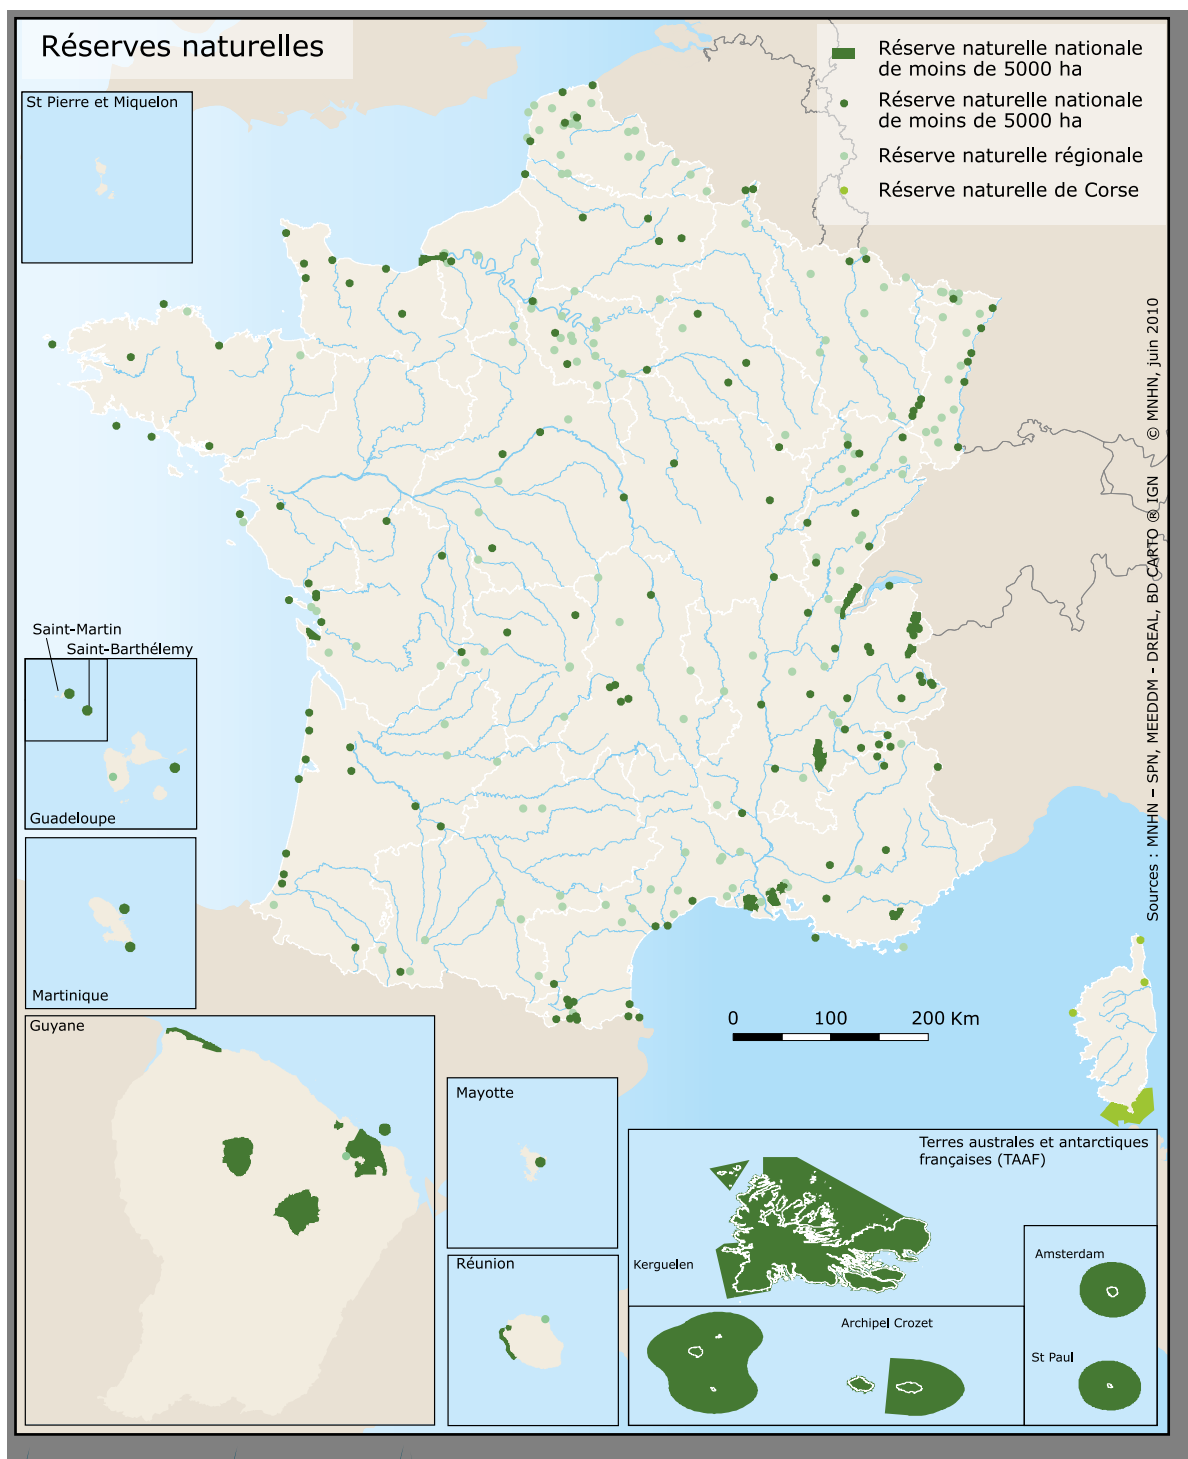 Réserves naturelles
Réserve naturelle nationale
de moins de 5000 ha
Réserve naturelle nationale
de moins de 5000 ha
Réserve naturelle régionale
Réserve naturelle de Corse
St Pierre et Miquelon
Saint-Martin
Saint-Barthélemy
Guadeloupe
Martinique
Guyane
Mayotte
Réunion
0 100 200 Km
Terres australes et antarctiques
françaises (TAAF)
Kerguelen
Amsterdam
Archipel Crozet
St Paul
Sources : MNHN – SPN, MEEDDM - DREAL, BD CARTO ® IGN © MNHN, juin 2010